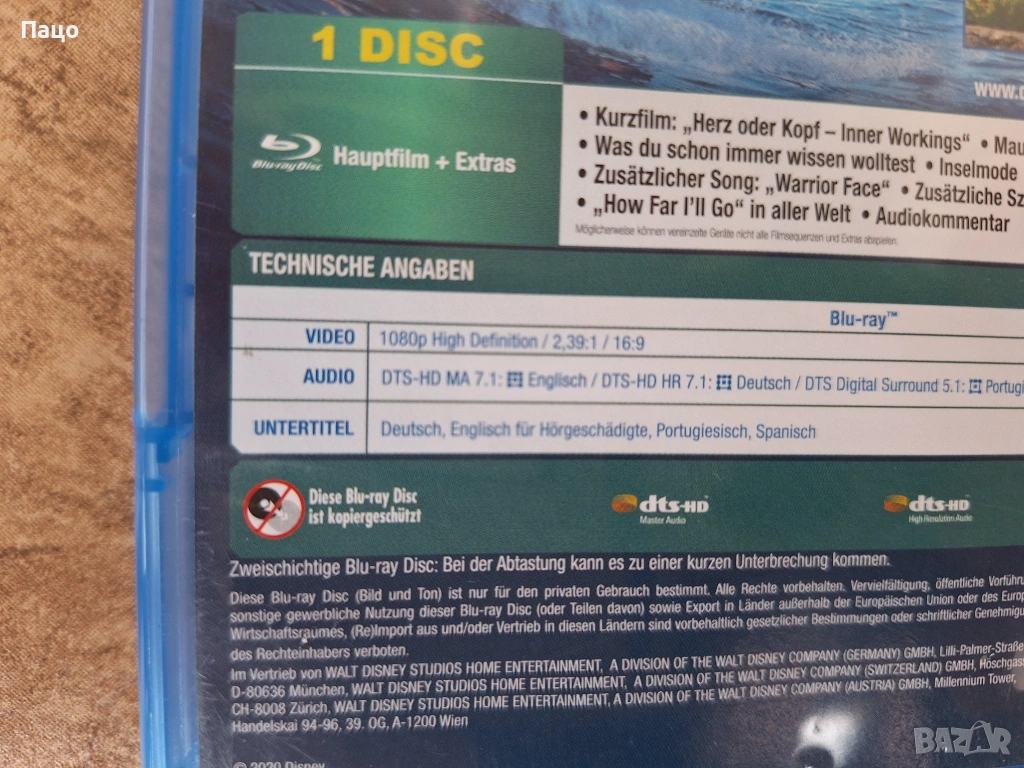 Пацо
1 DISC
Blu-ray Disc
Hauptfilm + Extras
www.
• Kurzfilm: „Herz oder Kopf – Inner Workings“ • Mau
• Was du schon immer wissen wolltest • Inselmode
• Zusätzlicher Song: „Warrior Face“ • Zusätzliche Sz
• „How Far I'll Go“ in aller Welt • Audiokommentar
Möglicherweise können vereinzelte Geräte nicht alle Filmsequenzen und Extras abspielen.
TECHNISCHE ANGABEN
Blu-ray™
VIDEO 1080p High Definition / 2,39:1 / 16:9
AUDIO DTS-HD MA 7.1: Englisch / DTS-HD HR 7.1: Deutsch / DTS Digital Surround 5.1: Portugi
UNTERTITEL Deutsch, Englisch für Hörgeschädigte, Portugiesisch, Spanisch
Diese Blu-ray Disc
ist kopiergeschützt
dts-HD
Master Audio
dts-HD
High Resolution Audio
Zweischichtige Blu-ray Disc: Bei der Abtastung kann es zu einer kurzen Unterbrechung kommen.
Diese Blu-ray Disc (Bild und Ton) ist nur für den privaten Gebrauch bestimmt. Alle Rechte vorbehalten. Vervielfältigung, öffentliche Vorführu
sonstige gewerbliche Nutzung dieser Blu-ray Disc (oder Teilen davon) sowie Export in Länder außerhalb der Europäischen Union oder des Europ
Wirtschaftsraumes, (Re)Import aus und/oder Vertrieb in diesen Ländern sind vorbehaltlich gesetzlicher Bestimmungen oder schriftlicher Genehmigu
des Rechteinhabers verboten.
Im Vertrieb von WALT DISNEY STUDIOS HOME ENTERTAINMENT, A DIVISION OF THE WALT DISNEY COMPANY (GERMANY) GMBH, Lilli-Palmer-Straße
D-80636 München, WALT DISNEY STUDIOS HOME ENTERTAINMENT, A DIVISION OF THE WALT DISNEY COMPANY (SWITZERLAND) GMBH, Höschgass
CH-8008 Zürich, WALT DISNEY STUDIOS HOME ENTERTAINMENT, A DIVISION OF THE WALT DISNEY COMPANY (AUSTRIA) GMBH, Millennium Tower,
Handelskai 94-96, 39. OG, A-1200 Wien
© 2020 Disney
BAZAR